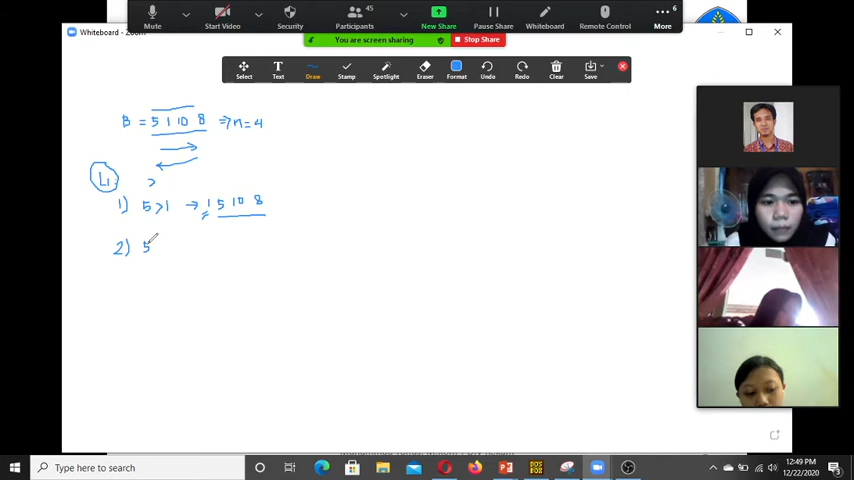 45
6
Mute
Start Video
Security
Participants
New Share
Pause Share
Whiteboard
Remote Control
More
Whiteboard - Zoom
You are screen sharing
Stop Share
Select
Text
Draw
Stamp
Spotlight
Eraser
Format
Undo
Redo
Clear
Save
B = 5 1 10 8 => n = 4
L1
>
1) 5 > 1 → 1 5 10 8
2) 5
Type here to search
12:49 PM
12/22/2020
3